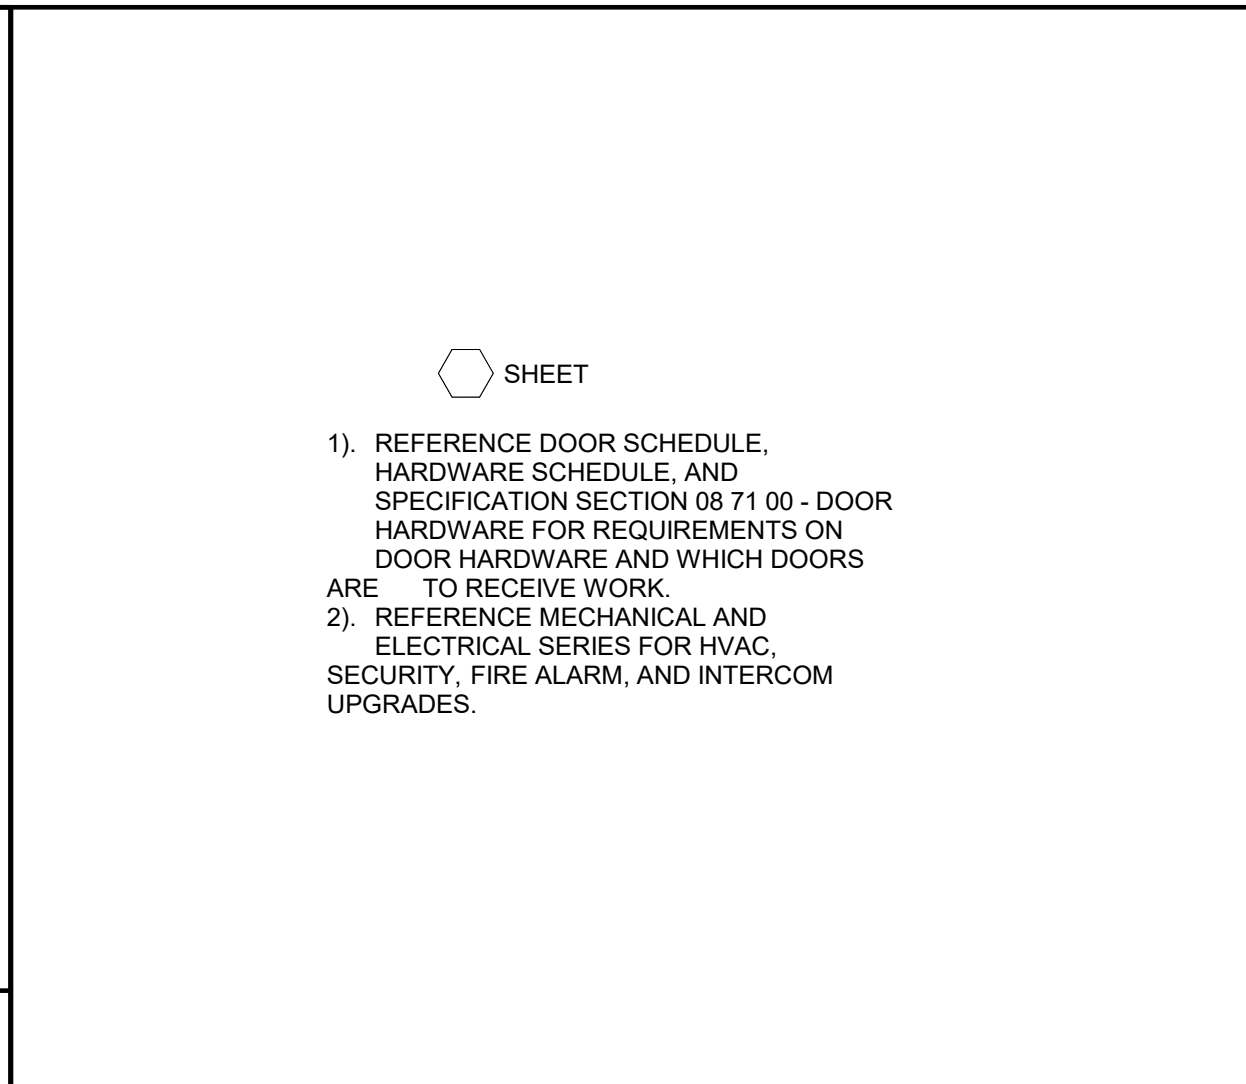 SHEET
1). REFERENCE DOOR SCHEDULE,
HARDWARE SCHEDULE, AND
SPECIFICATION SECTION 08 71 00 - DOOR
HARDWARE FOR REQUIREMENTS ON
DOOR HARDWARE AND WHICH DOORS
ARE TO RECEIVE WORK.
2). REFERENCE MECHANICAL AND
ELECTRICAL SERIES FOR HVAC,
SECURITY, FIRE ALARM, AND INTERCOM
UPGRADES.